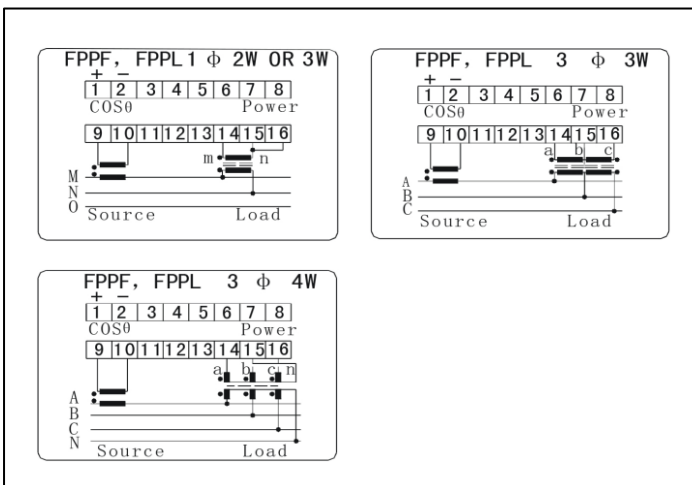 FPPF, FPPL 1 ф 2W OR 3W
+ −
1 2 3 4 5 6 7 8
COSθ Power
9 10 11 12 13 14 15 16
m n
M
N
O
Source Load
FPPF, FPPL 3 ф 3W
+ −
1 2 3 4 5 6 7 8
COSθ Power
9 10 11 12 13 14 15 16
a b c
A
B
C
Source Load
FPPF, FPPL 3 ф 4W
+ −
1 2 3 4 5 6 7 8
COSθ Power
9 10 11 12 13 14 15 16
a b c n
A
B
C
N
Source Load